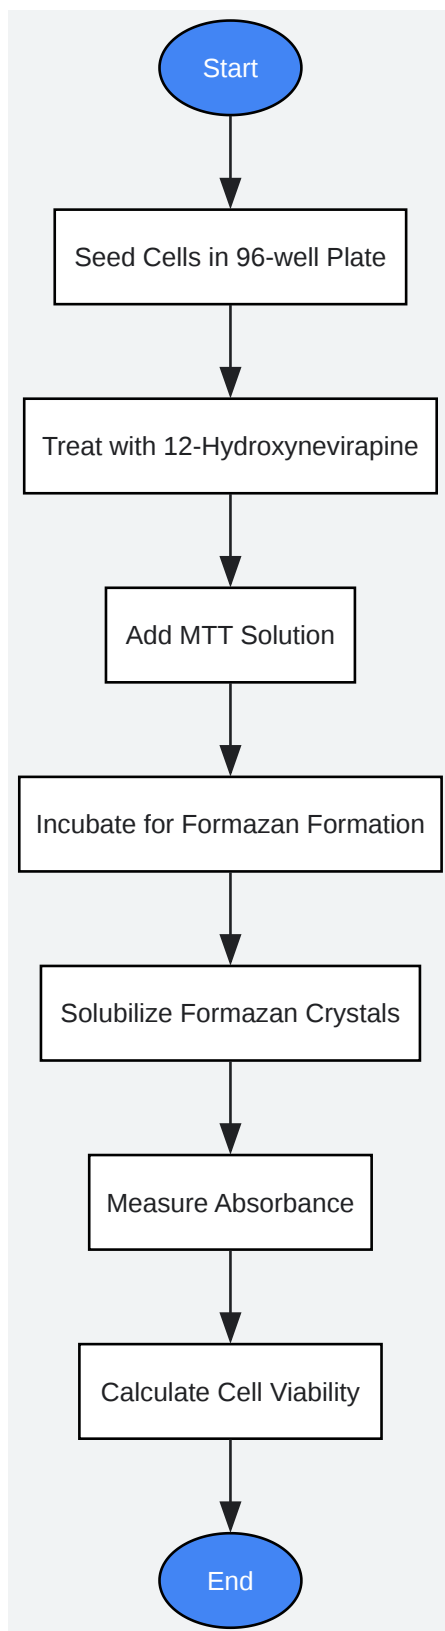 Start
Seed Cells in 96-well Plate
Treat with 12-Hydroxynevirapine
Add MTT Solution
Incubate for Formazan Formation
Solubilize Formazan Crystals
Measure Absorbance
Calculate Cell Viability
End